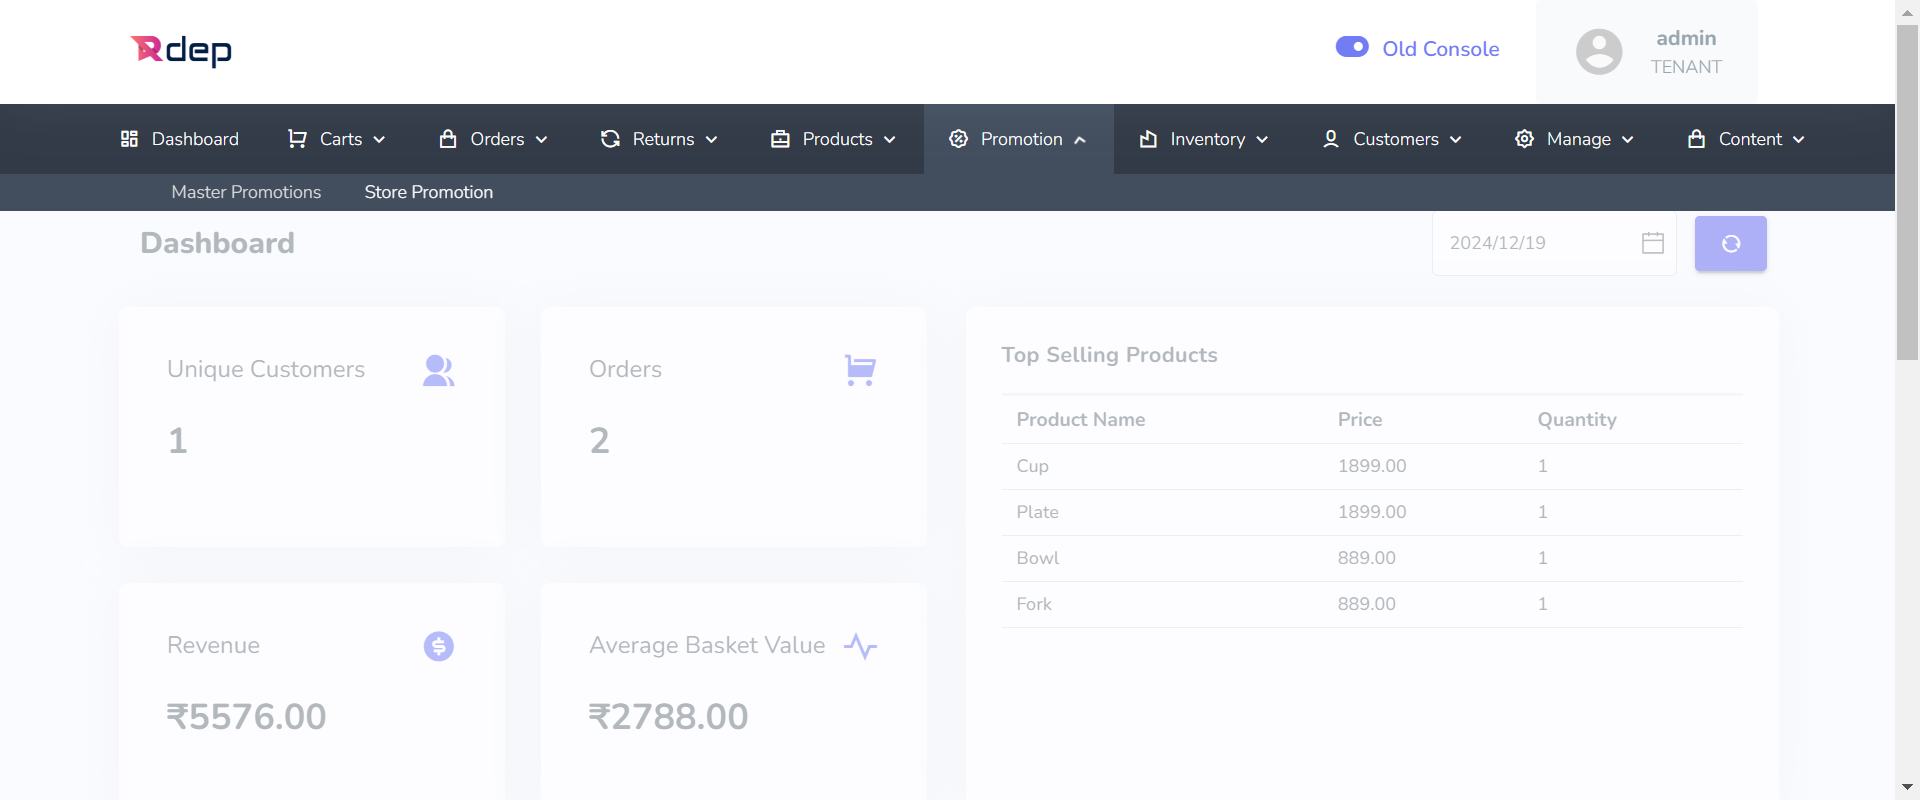 Rdep
Old Console
admin
TENANT
Dashboard Carts Orders Returns Products Promotion Inventory Customers Manage Content
Master Promotions Store Promotion
Dashboard
2024/12/19
Unique Customers
1
Orders
2
Revenue
₹5576.00
Average Basket Value
₹2788.00
Top Selling Products
Product Name Price Quantity
Cup 1899.00 1
Plate 1899.00 1
Bowl 889.00 1
Fork 889.00 1